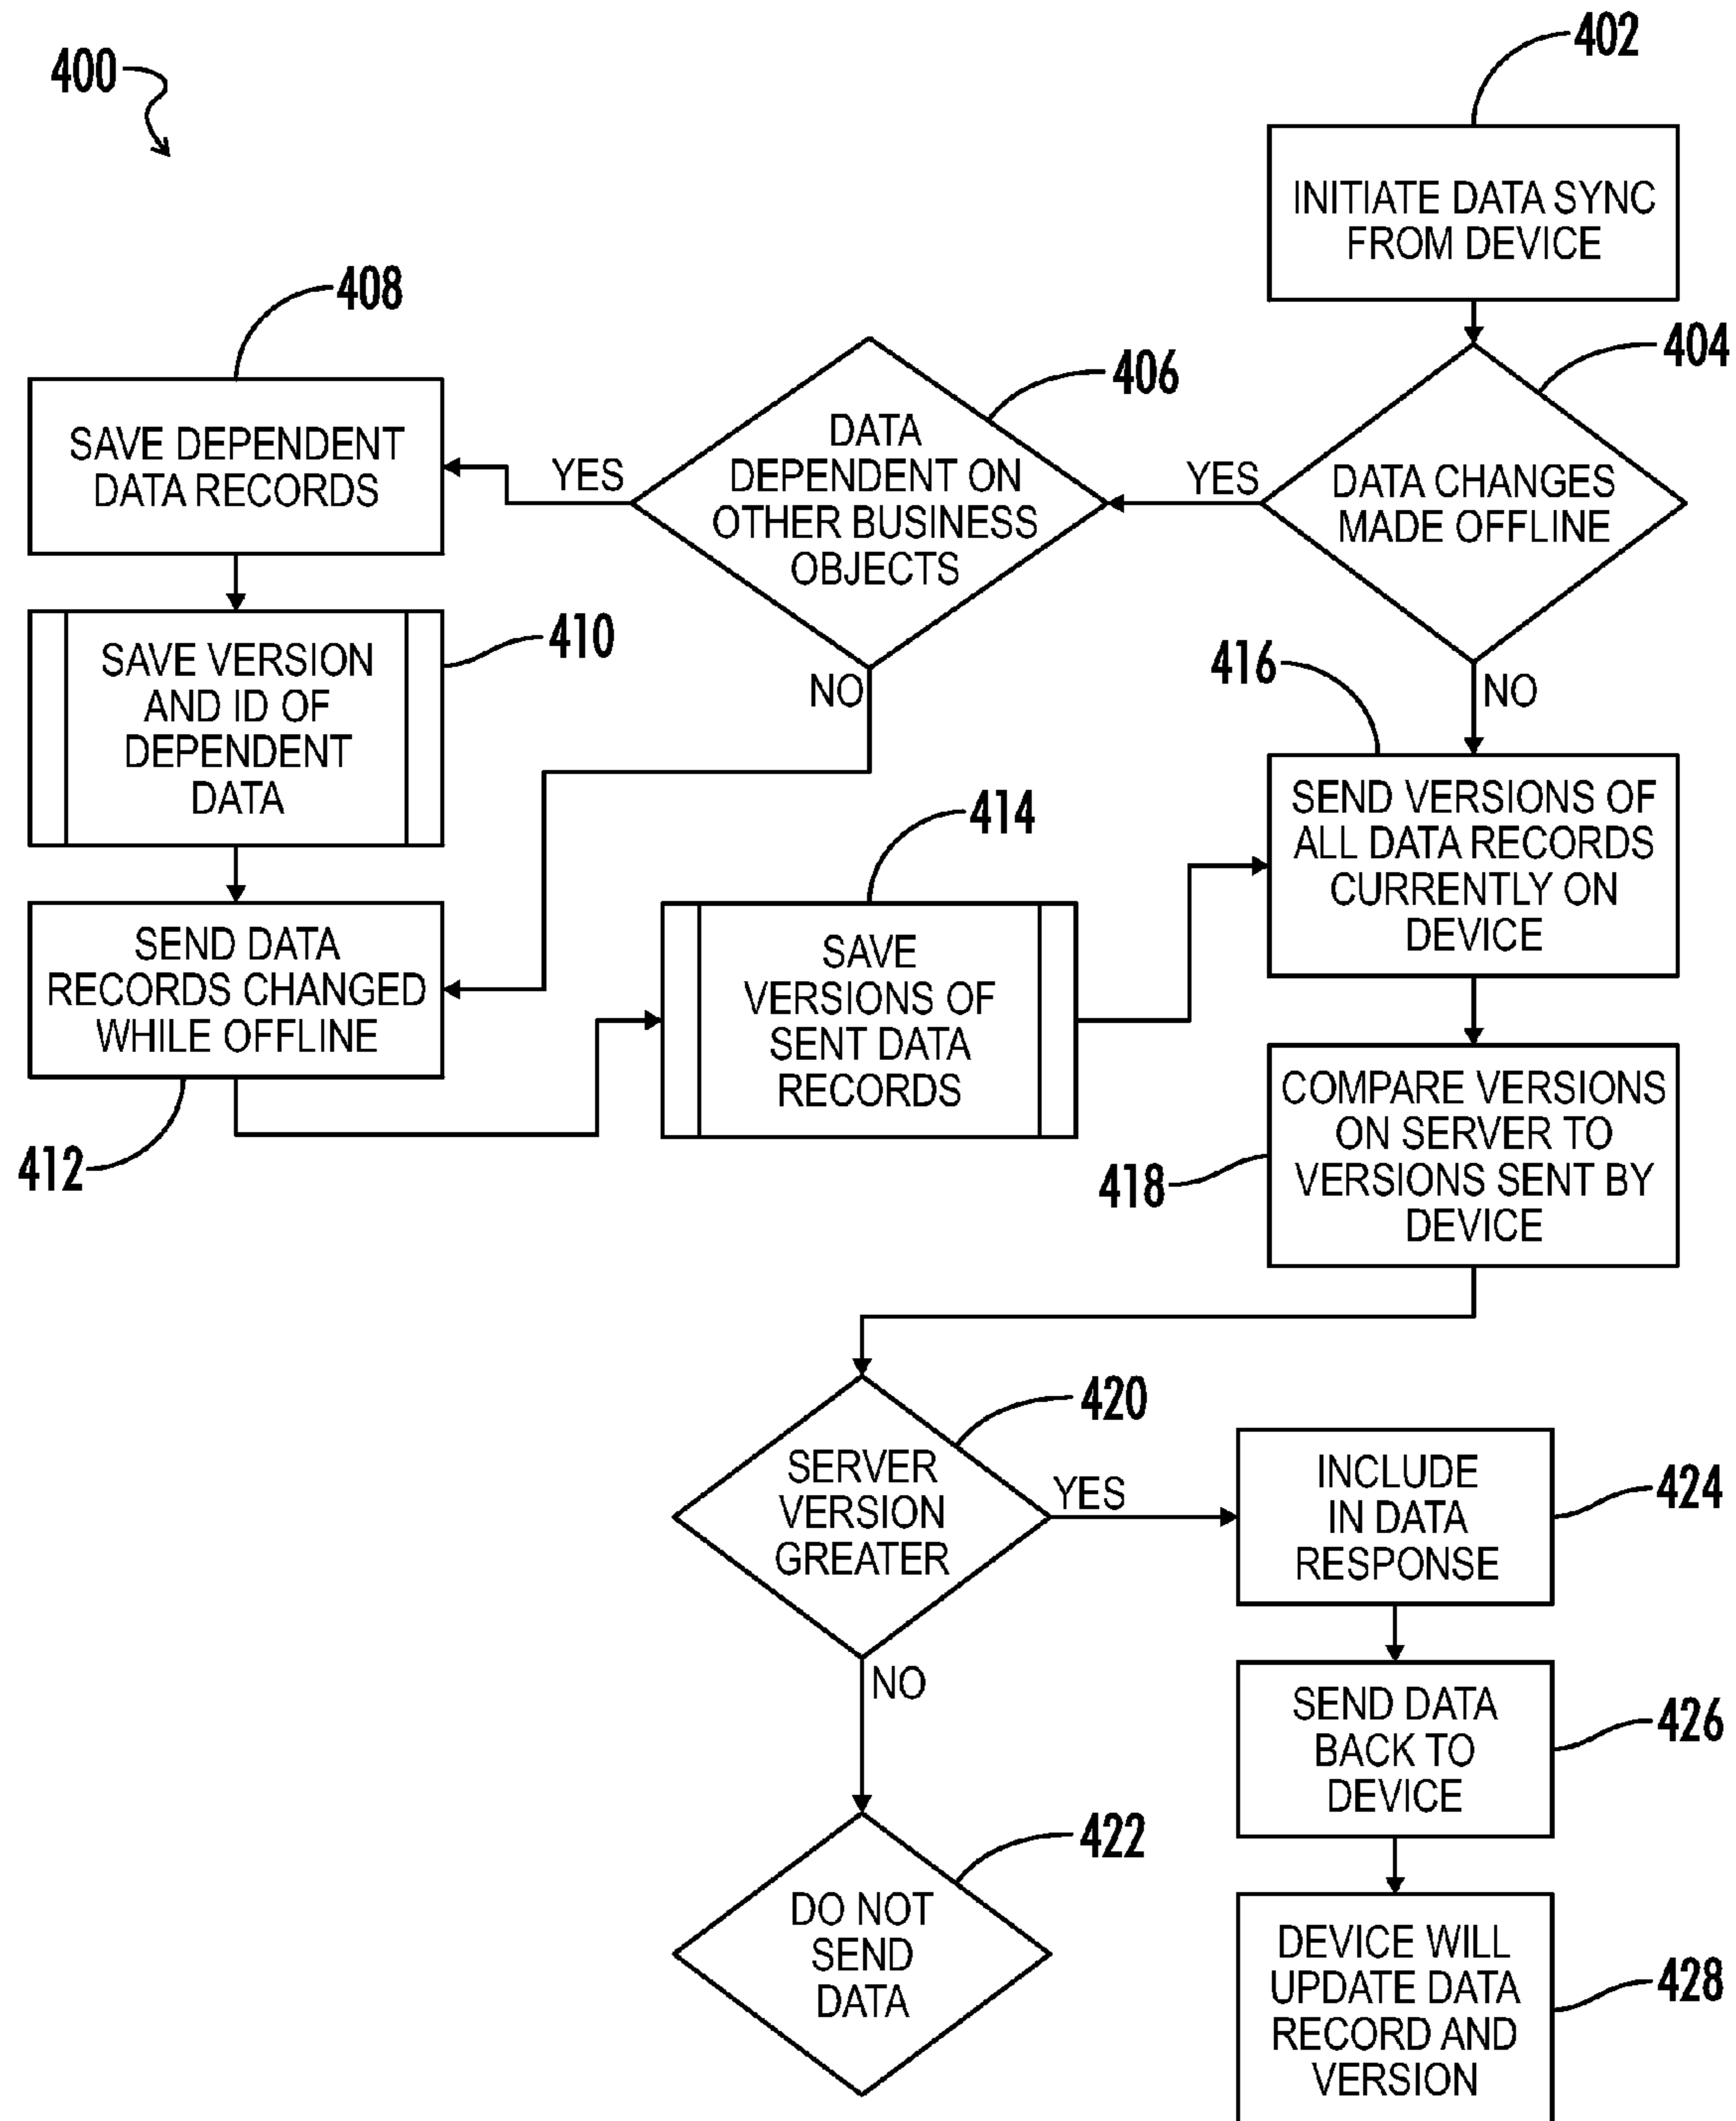 400
402
INITIATE DATA SYNC
FROM DEVICE
404
DATA CHANGES
MADE OFFLINE
YES
NO
406
DATA
DEPENDENT ON
OTHER BUSINESS
OBJECTS
YES
NO
408
SAVE DEPENDENT
DATA RECORDS
410
SAVE VERSION
AND ID OF
DEPENDENT
DATA
SEND DATA
RECORDS CHANGED
WHILE OFFLINE
412
414
SAVE
VERSIONS OF
SENT DATA
RECORDS
416
SEND VERSIONS OF
ALL DATA RECORDS
CURRENTLY ON
DEVICE
COMPARE VERSIONS
ON SERVER TO
VERSIONS SENT BY
DEVICE
418
420
SERVER
VERSION
GREATER
YES
NO
422
DO NOT
SEND
DATA
INCLUDE
IN DATA
RESPONSE
424
SEND DATA
BACK TO
DEVICE
426
DEVICE WILL
UPDATE DATA
RECORD AND
VERSION
428